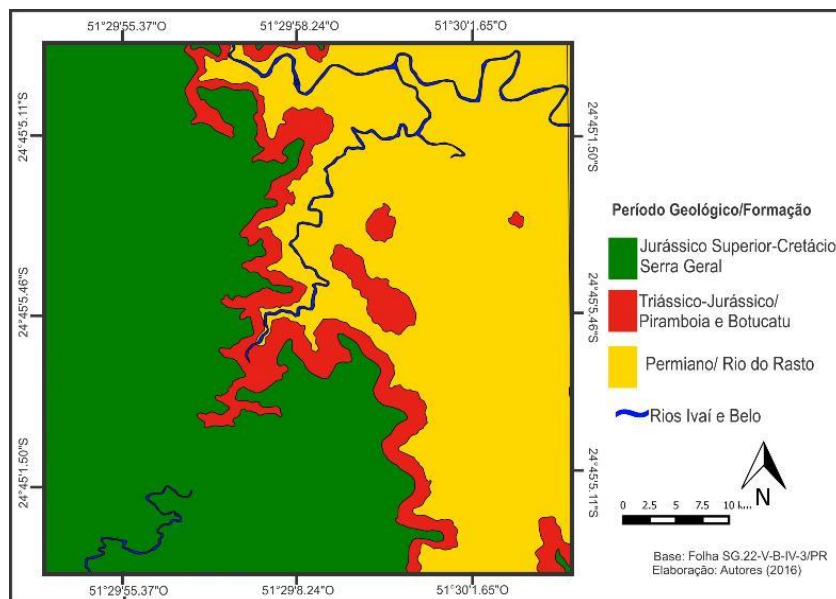 51°29'55.37"O
51°29'58.24"O
51°30'1.65"O
24°45'5.11"S
24°45'1.50"S
24°45'5.46"S
24°45'5.46"S
24°45'1.50"S
24°45'5.11"S
51°29'55.37"O
51°29'8.24"O
51°30'1.65"O
Período Geológico/Formação
Jurássico Superior-Cretácio
Serra Geral
Triássico-Jurássico/
Piramboia e Botucatu
Permiano/ Rio do Rasto
Rios Ivaí e Belo
N
0 2.5 5 7.5 10
Base: Folha SG.22-V-B-IV-3/PR
Elaboração: Autores (2016)